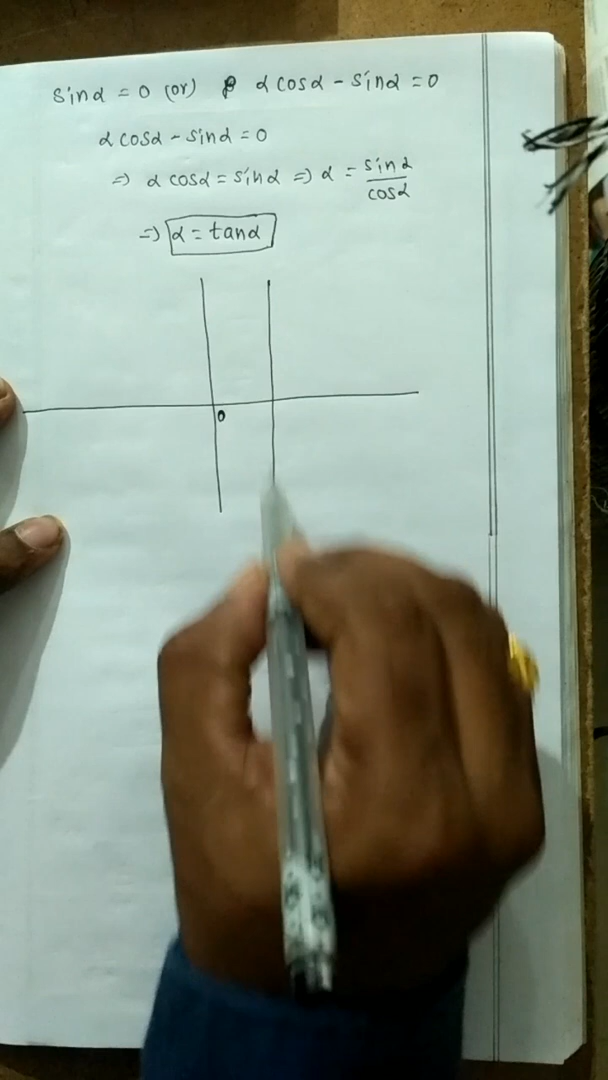 sinα = 0 (or) α cosα - sinα = 0
α cosα - sinα = 0
⇒ α cosα = sinα ⇒ α = sinα/cosα
⇒ α = tanα
0